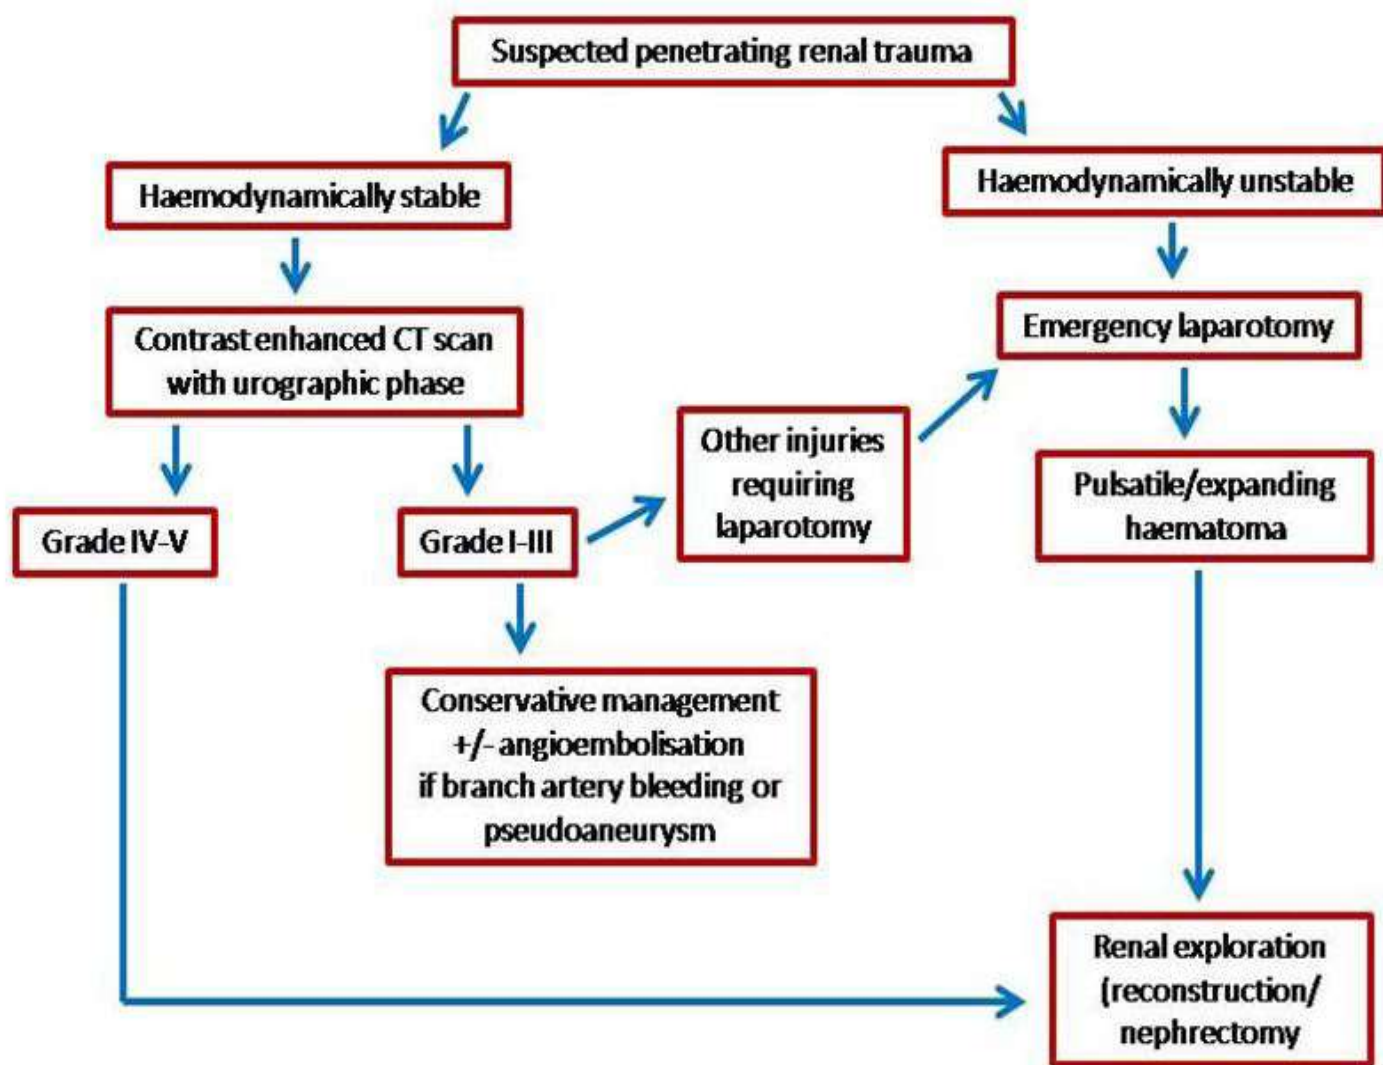 Suspected penetrating renal trauma
Haemodynamically stable
Haemodynamically unstable
Contrast enhanced CT scan
with urographic phase
Emergency laparotomy
Other injuries
requiring
laparotomy
Pulsatile/expanding
haematoma
Grade IV-V
Grade I-III
Conservative management
+/- angioembolisation
if branch artery bleeding or
pseudoaneurysm
Renal exploration
(reconstruction/
nephrectomy